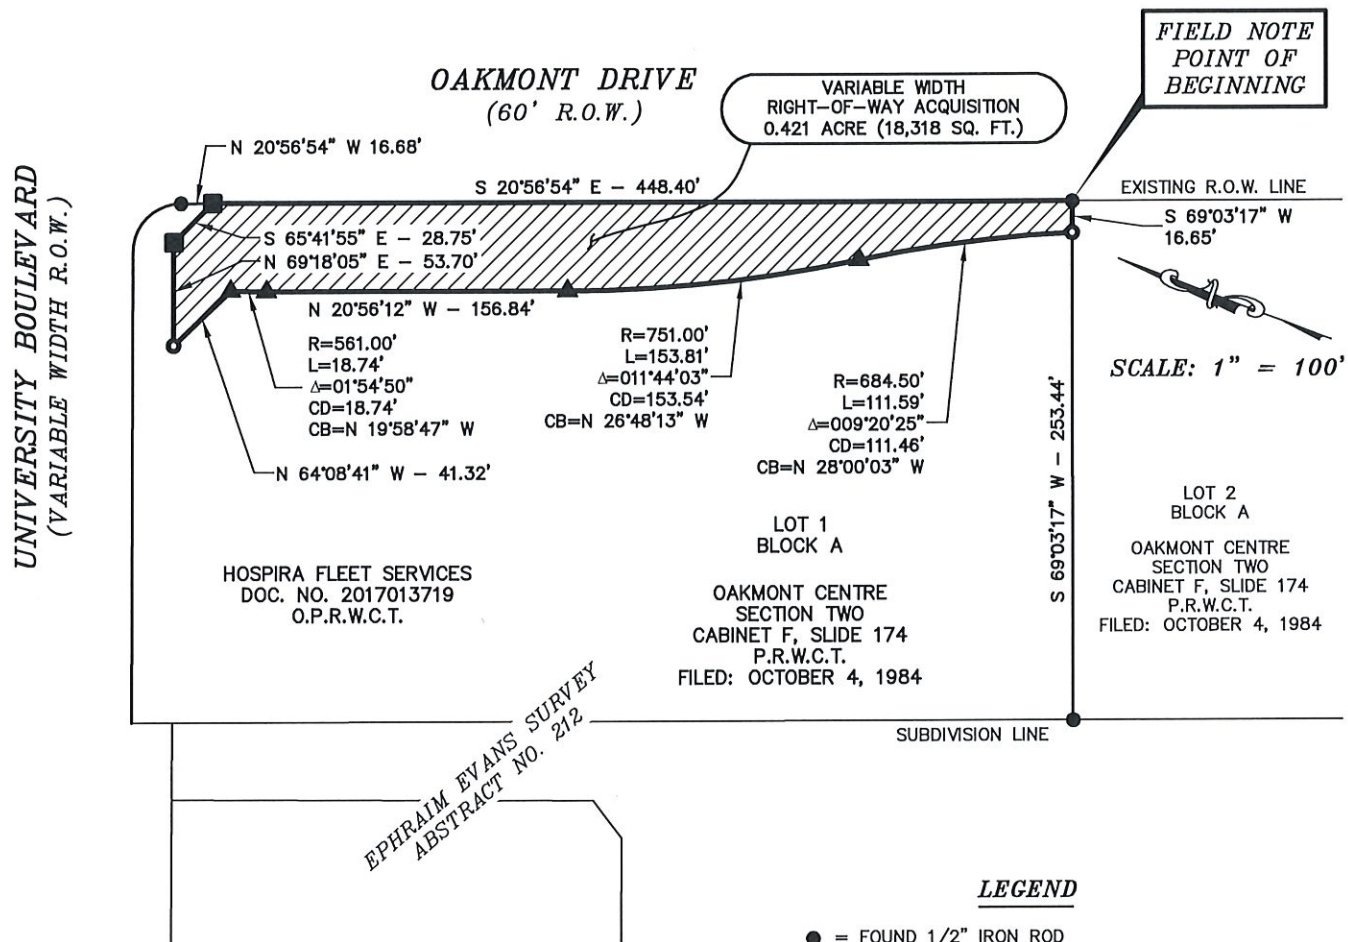 FIELD NOTE
POINT OF
BEGINNING
OAKMONT DRIVE
(60' R.O.W.)
VARIABLE WIDTH
RIGHT-OF-WAY ACQUISITION
0.421 ACRE (18,318 SQ. FT.)
N 20°56'54" W 16.68'
S 20°56'54" E - 448.40'
EXISTING R.O.W. LINE
S 69°03'17" W
16.65'
S 65°41'55" E - 28.75'
N 69°18'05" E - 53.70'
N 20°56'12" W - 156.84'
UNIVERSITY BOULEVARD
(VARIABLE WIDTH R.O.W.)
R=561.00'
L=18.74'
Δ=01°54'50"
CD=18.74'
CB=N 19°58'47" W
R=751.00'
L=153.81'
Δ=011°44'03"
CD=153.54'
CB=N 26°48'13" W
R=684.50'
L=111.59'
Δ=009°20'25"
CD=111.46'
CB=N 28°00'03" W
SCALE: 1" = 100'
N 64°08'41" W - 41.32'
S 69°03'17" W - 253.44'
LOT 1
BLOCK A
OAKMONT CENTRE
SECTION TWO
CABINET F, SLIDE 174
P.R.W.C.T.
FILED: OCTOBER 4, 1984
LOT 2
BLOCK A
OAKMONT CENTRE
SECTION TWO
CABINET F, SLIDE 174
P.R.W.C.T.
FILED: OCTOBER 4, 1984
HOSPIRA FLEET SERVICES
DOC. NO. 2017013719
O.P.R.W.C.T.
SUBDIVISION LINE
EPHRAIM EVANS SURVEY
ABSTRACT NO. 212
LEGEND
● = FOUND 1/2" IRON ROD